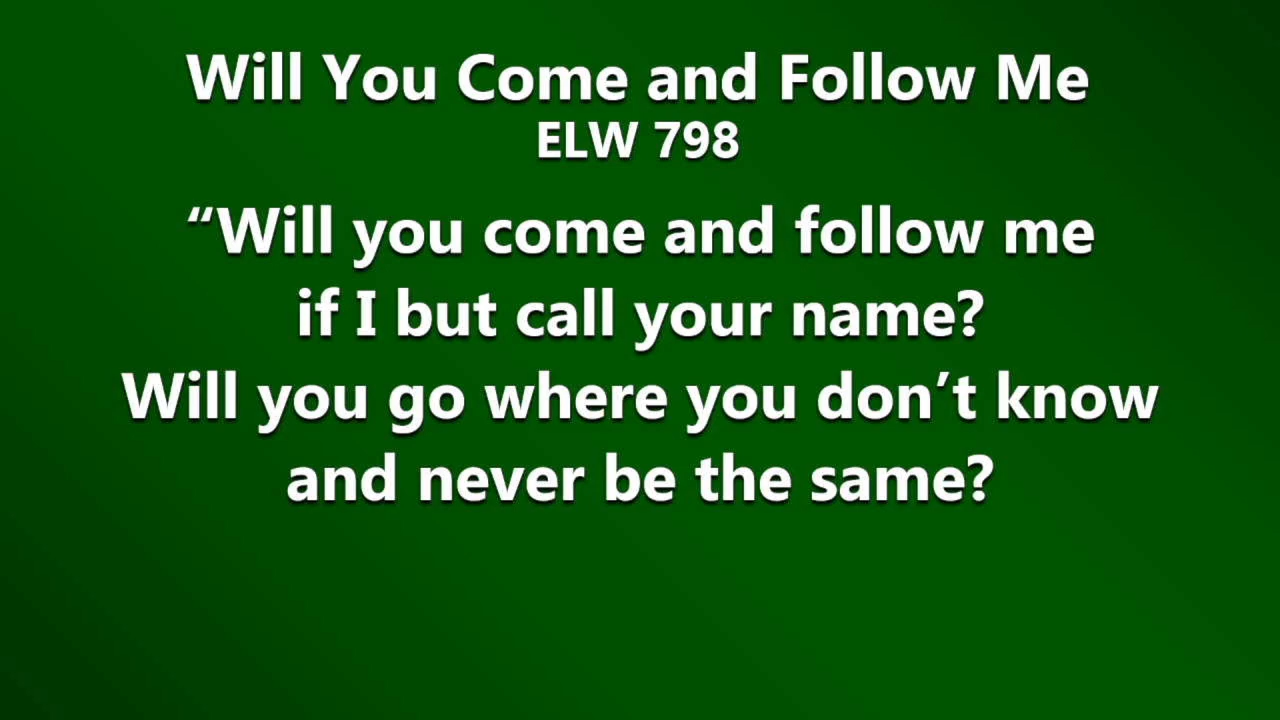 Will You Come and Follow Me
ELW 798
“Will you come and follow me
if I but call your name?
Will you go where you don’t know
and never be the same?